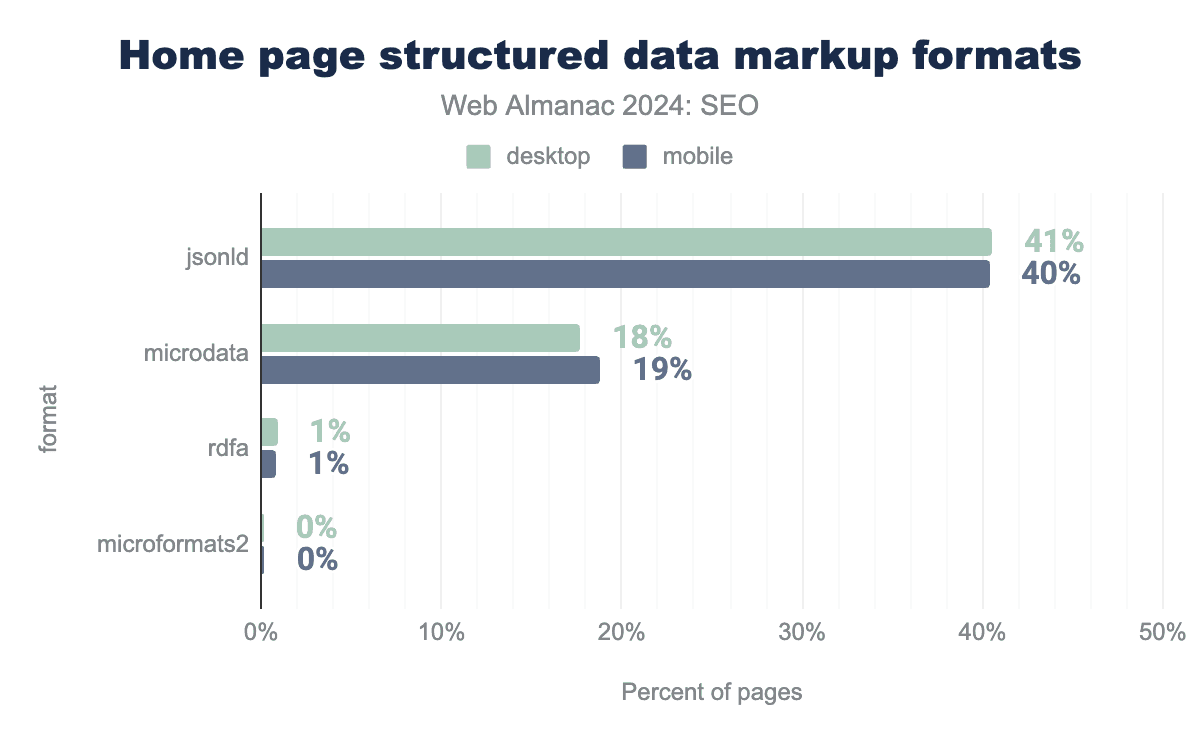 Home page structured data markup formats
Web Almanac 2024: SEO
desktop mobile
jsonld
41%
40%
microdata
18%
19%
rdfa
1%
1%
microformats2
0%
0%
format
0% 10% 20% 30% 40% 50%
Percent of pages